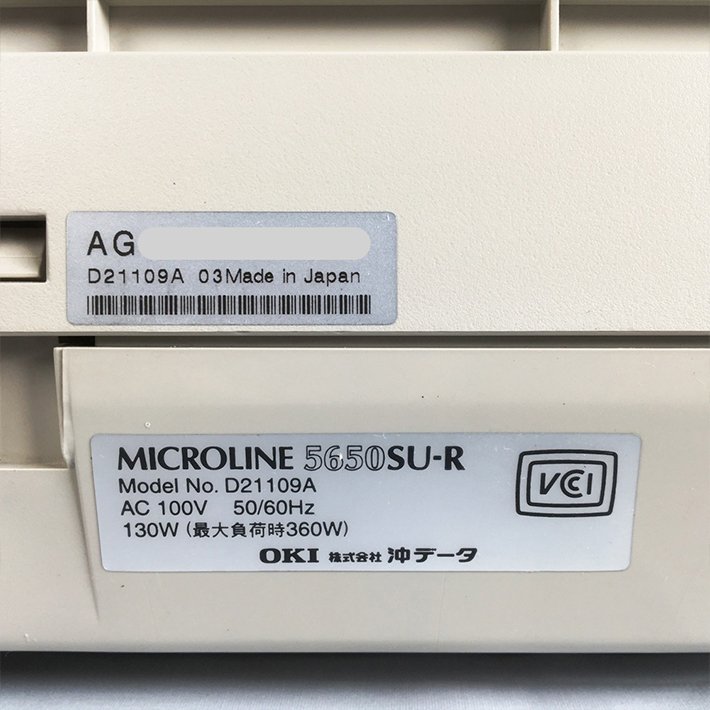 AG
D21109A 03Made in Japan
MICROLINE 5650SU-R
Model No. D21109A
AC 100V 50/60Hz
130W (最大負荷時360W)
OKI 株式会社 沖データ
VCCI